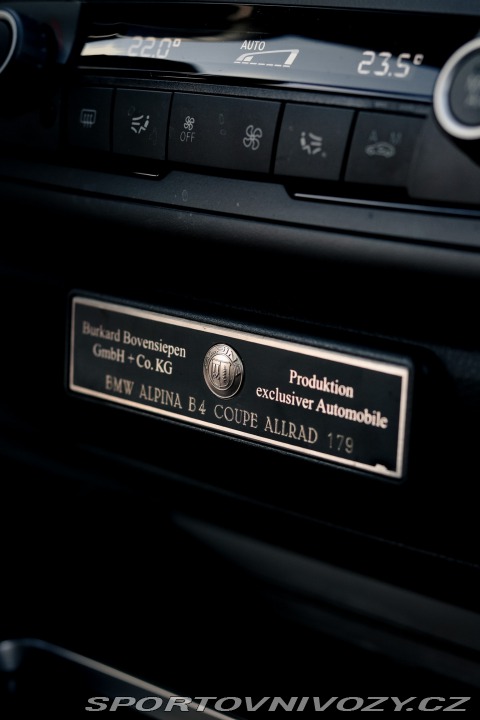 22.0°
AUTO
23.5°
OFF
A M
Burkard Bovensiepen
GmbH + Co. KG
Produktion
exclusiver Automobile
BMW ALPINA B4 COUPE ALLRAD 179
SPORTOVNIVOZY.CZ